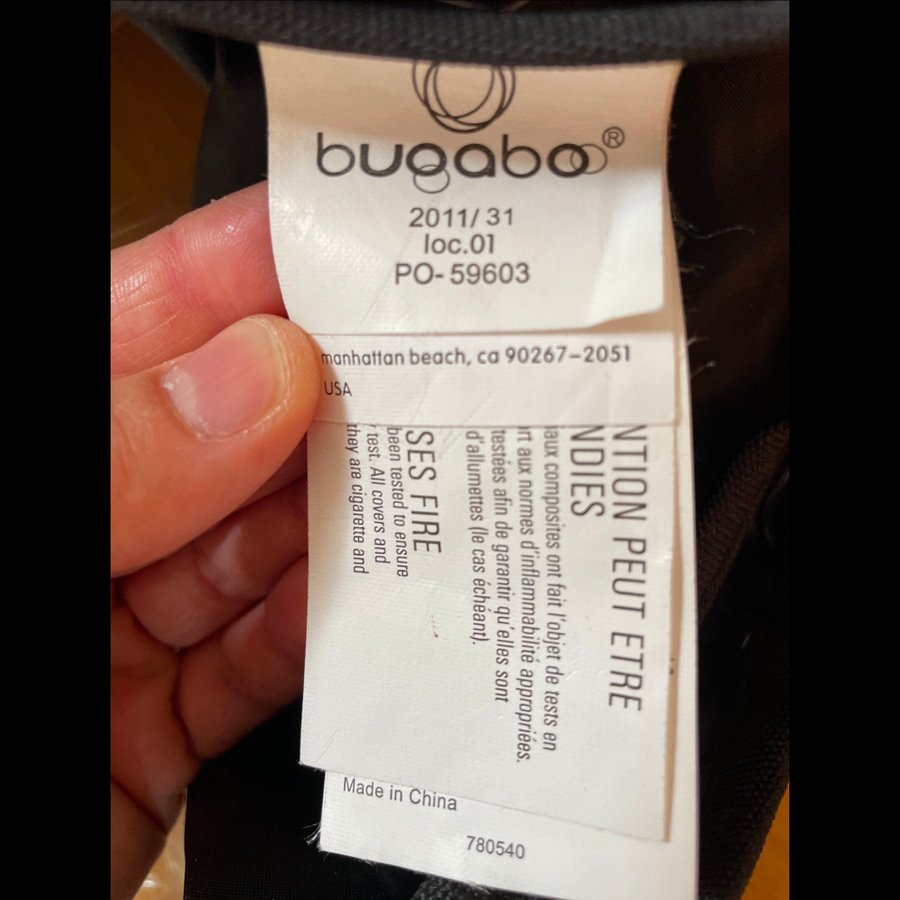 bugaboo®
2011/ 31
loc.01
PO- 59603
manhattan beach, ca 90267-2051
USA
NTION PEUT ETRE
NDIES
iaux composites ont fait l'objet de tests en
rt aux normes d'inflammabilité appropriées.
testées afin de garantir qu'elles sont
d'allumettes (le cas échéant).
SES FIRE
been tested to ensure
test. All covers and
they are cigarette and
Made in China
780540